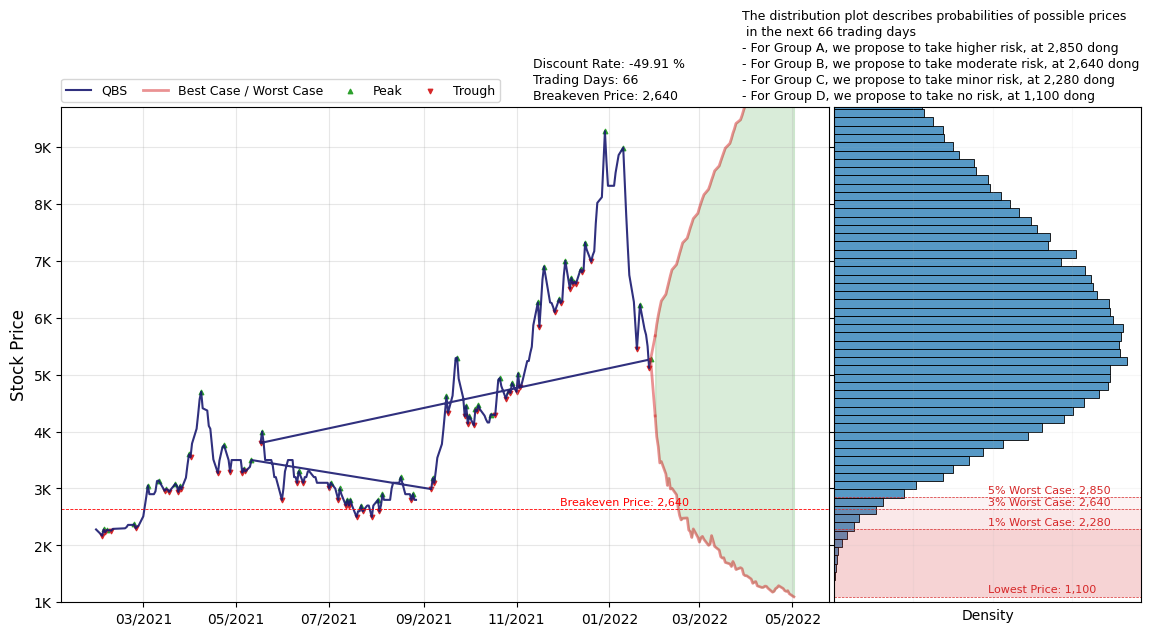 The distribution plot describes probabilities of possible prices
in the next 66 trading days
- For Group A, we propose to take higher risk, at 2,850 dong
- For Group B, we propose to take moderate risk, at 2,640 dong
- For Group C, we propose to take minor risk, at 2,280 dong
- For Group D, we propose to take no risk, at 1,100 dong
Discount Rate: -49.91 %
Trading Days: 66
Breakeven Price: 2,640
QBS
Best Case / Worst Case
Peak
Trough
Stock Price
9K
8K
7K
6K
5K
4K
3K
2K
1K
Breakeven Price: 2,640
5% Worst Case: 2,850
3% Worst Case: 2,640
1% Worst Case: 2,280
Lowest Price: 1,100
03/2021
05/2021
07/2021
09/2021
11/2021
01/2022
03/2022
05/2022
Density